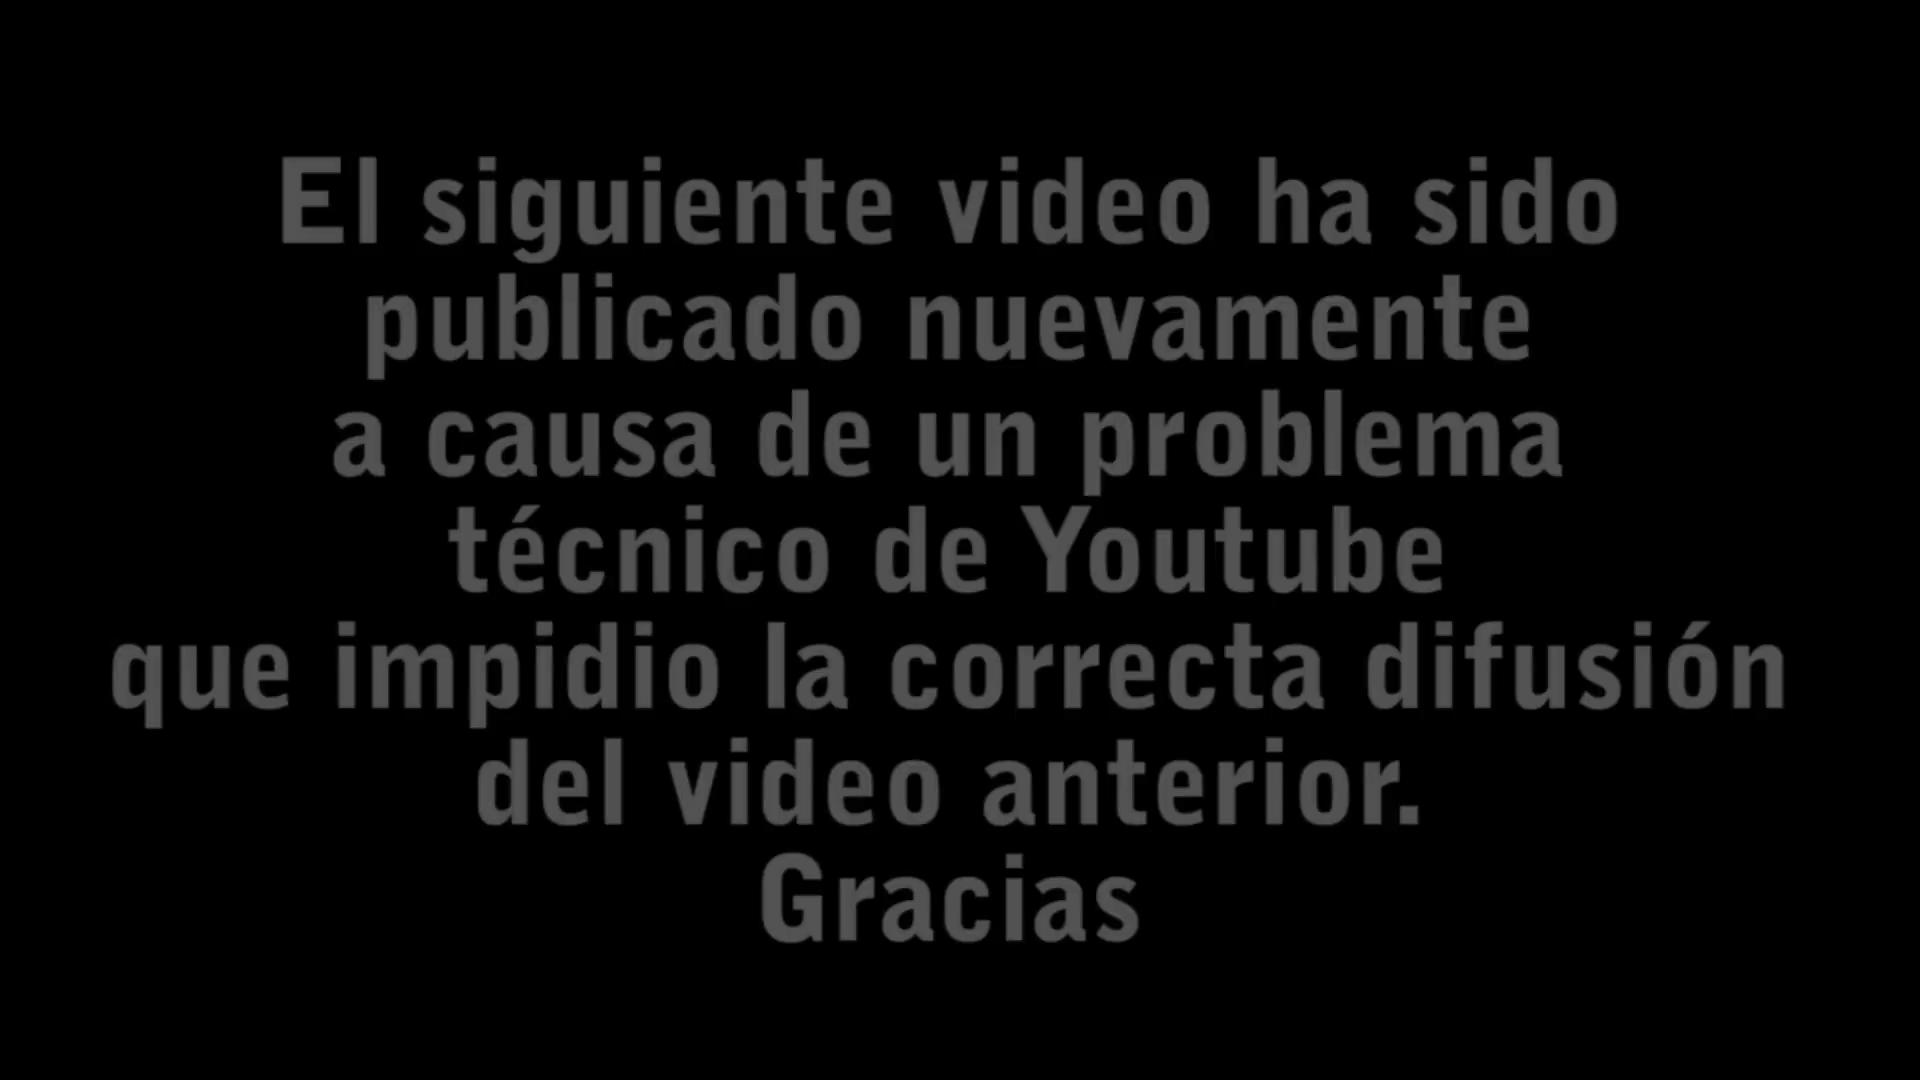 El siguiente video ha sido
publicado nuevamente
a causa de un problema
técnico de Youtube
que impidio la correcta difusión
del video anterior.
Gracias